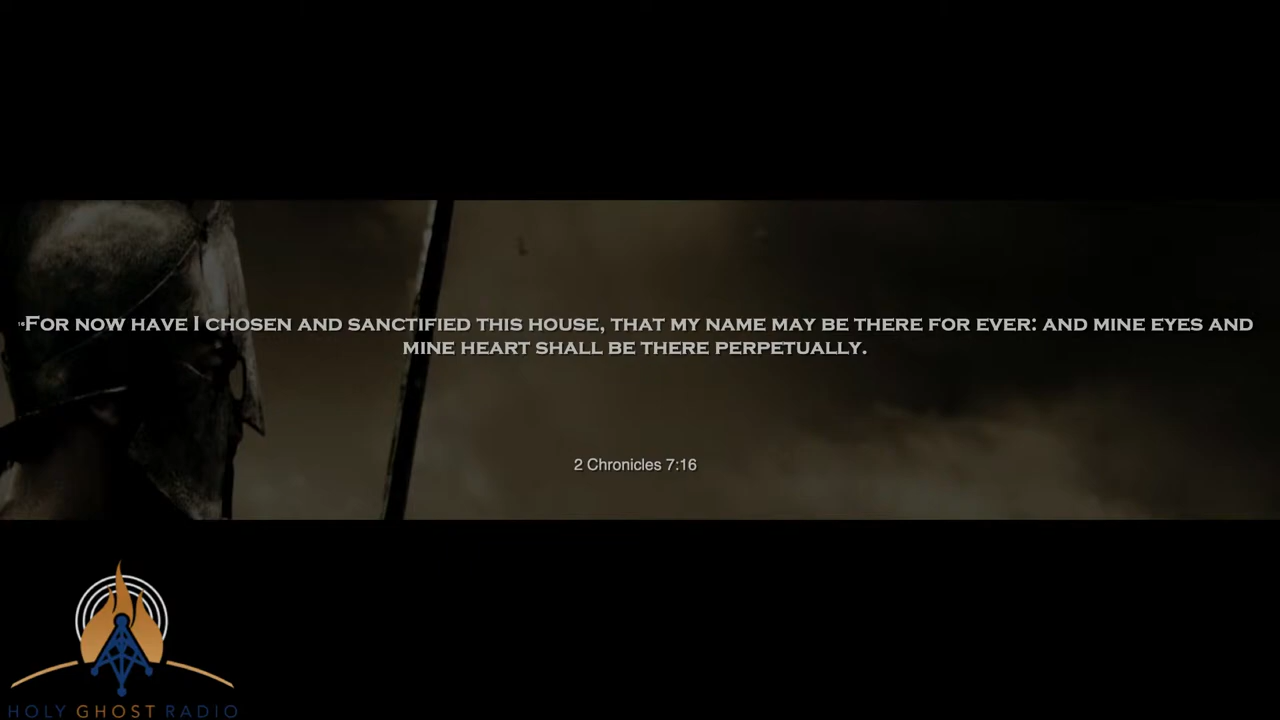 16For now have I chosen and sanctified this house, that my name may be there for ever: and mine eyes and
mine heart shall be there perpetually.
2 Chronicles 7:16
HOLY GHOST RADIO